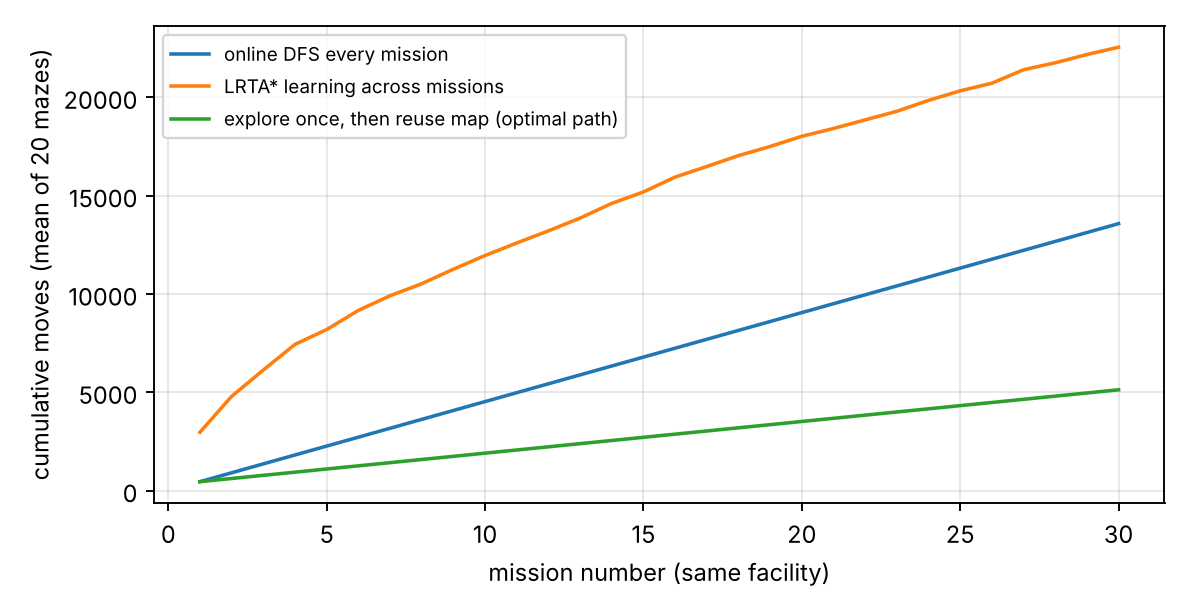 online DFS every mission
LRTA* learning across missions
explore once, then reuse map (optimal path)
cumulative moves (mean of 20 mazes)
20000
15000
10000
5000
0
0 5 10 15 20 25 30
mission number (same facility)